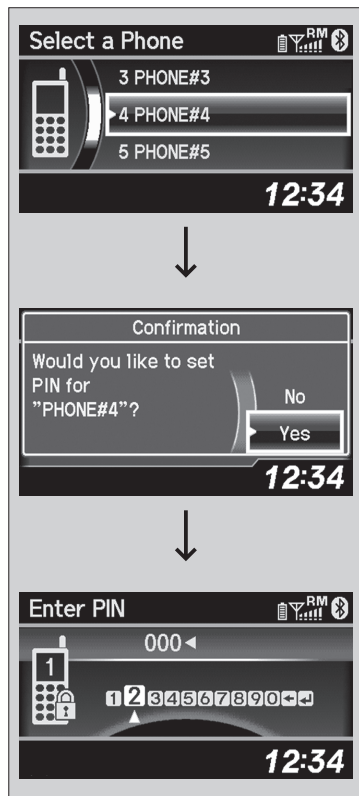 Select a Phone RM
3 PHONE#3
4 PHONE#4
5 PHONE#5
12:34
Confirmation
Would you like to set
PIN for
”PHONE#4”?
No
Yes
12:34
Enter PIN RM
000
1
1234567890
12:34